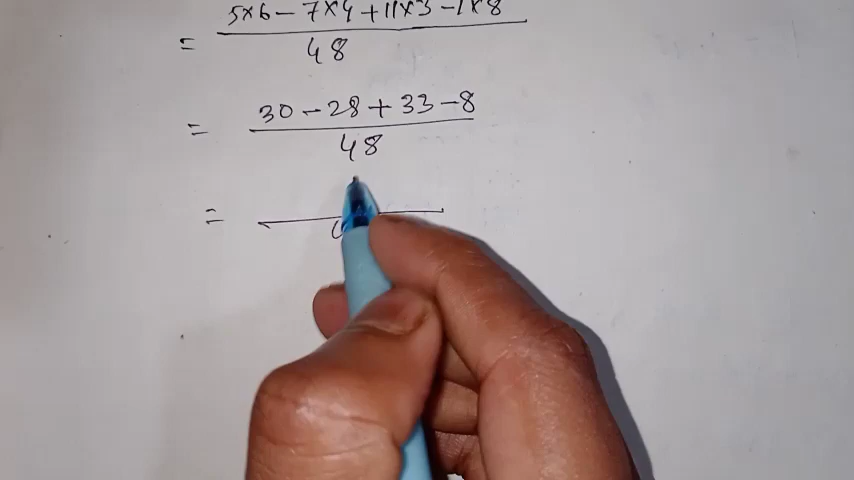 5×6 - 7×4 + 11×3 - 1×8
= 
48
30 - 28 + 33 - 8
=
48
=